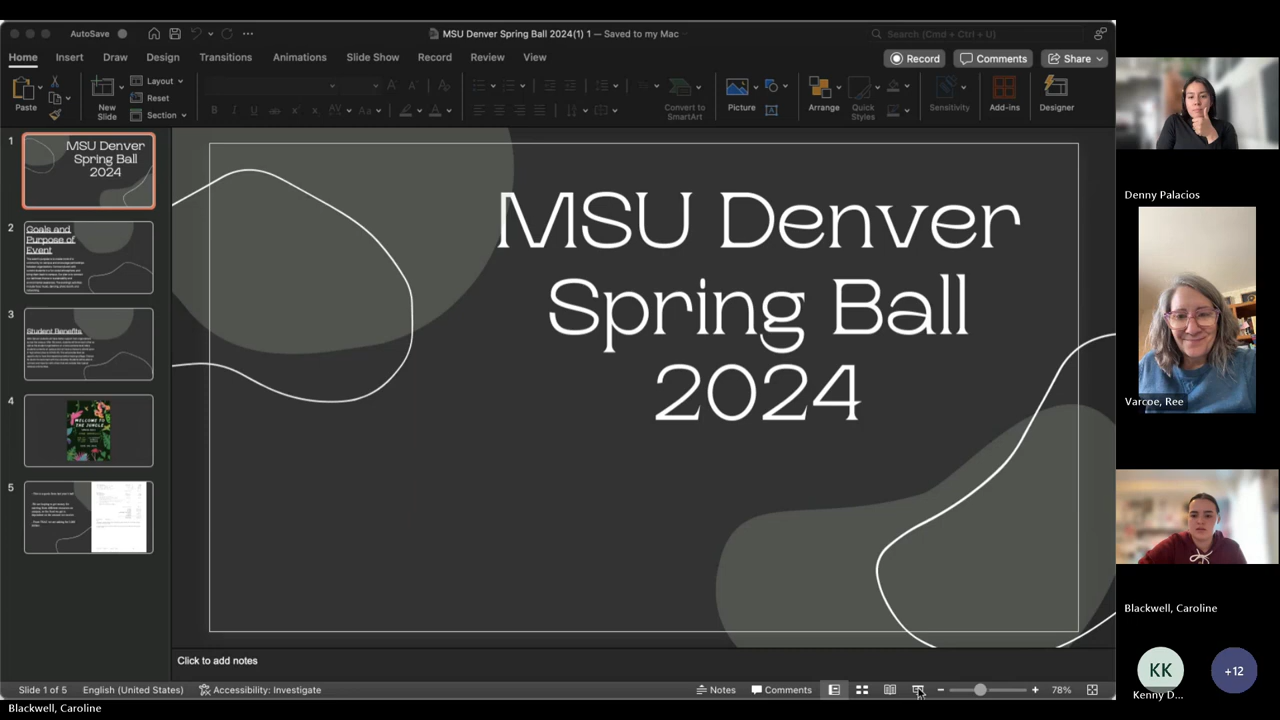 AutoSave
MSU Denver Spring Ball 2024(1) 1 — Saved to my Mac
Search (Cmd + Ctrl + U)
Home Insert Draw Design Transitions Animations Slide Show Record Review View
Record Comments Share
Paste
New Slide
Layout
Reset
Section
Convert to SmartArt
Picture
Arrange
Quick Styles
Sensitivity
Add-ins
Designer
1
MSU Denver
Spring Ball
2024
2
Goals and
Purpose of
Event
3
Student Benefits
4
WELCOME TO
THE JUNGLE
5
MSU Denver
Spring Ball
2024
Click to add notes
Slide 1 of 5 English (United States) Accessibility: Investigate Notes Comments 78%
Blackwell, Caroline
Denny Palacios
Varcoe, Ree
Blackwell, Caroline
KK
Kenny D...
+12